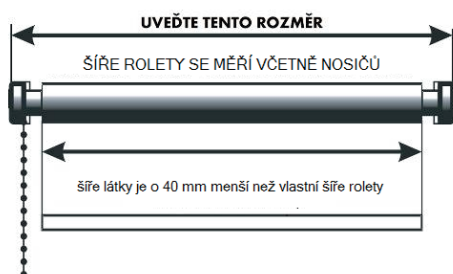 UVEĎTE TENTO ROZMĚR
ŠÍŘE ROLETY SE MĚŘÍ VČETNĚ NOSIČŮ
šíře látky je o 40 mm menší než vlastní šíře rolety